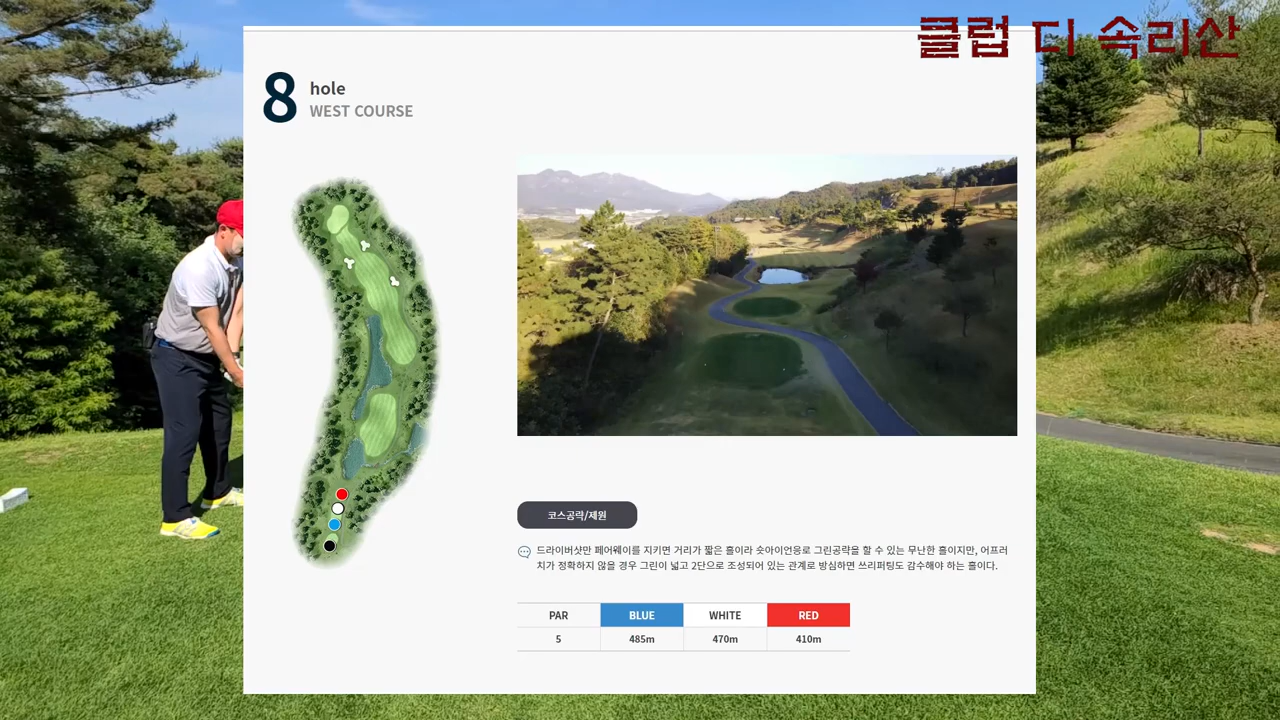 클럽 디 속리산
8 hole
WEST COURSE
코스공략/제원
드라이버샷만 페어웨이를 지키면 거리가 짧은 홀이라 숏아이언응로 그린공략을 할 수 있는 무난한 홀이지만, 어프러
치가 정확하지 않을 경우 그린이 넓고 2단으로 조성되어 있는 관계로 방심하면 쓰리퍼팅도 감수해야 하는 홀이다.
PAR BLUE WHITE RED
5 485m 470m 410m